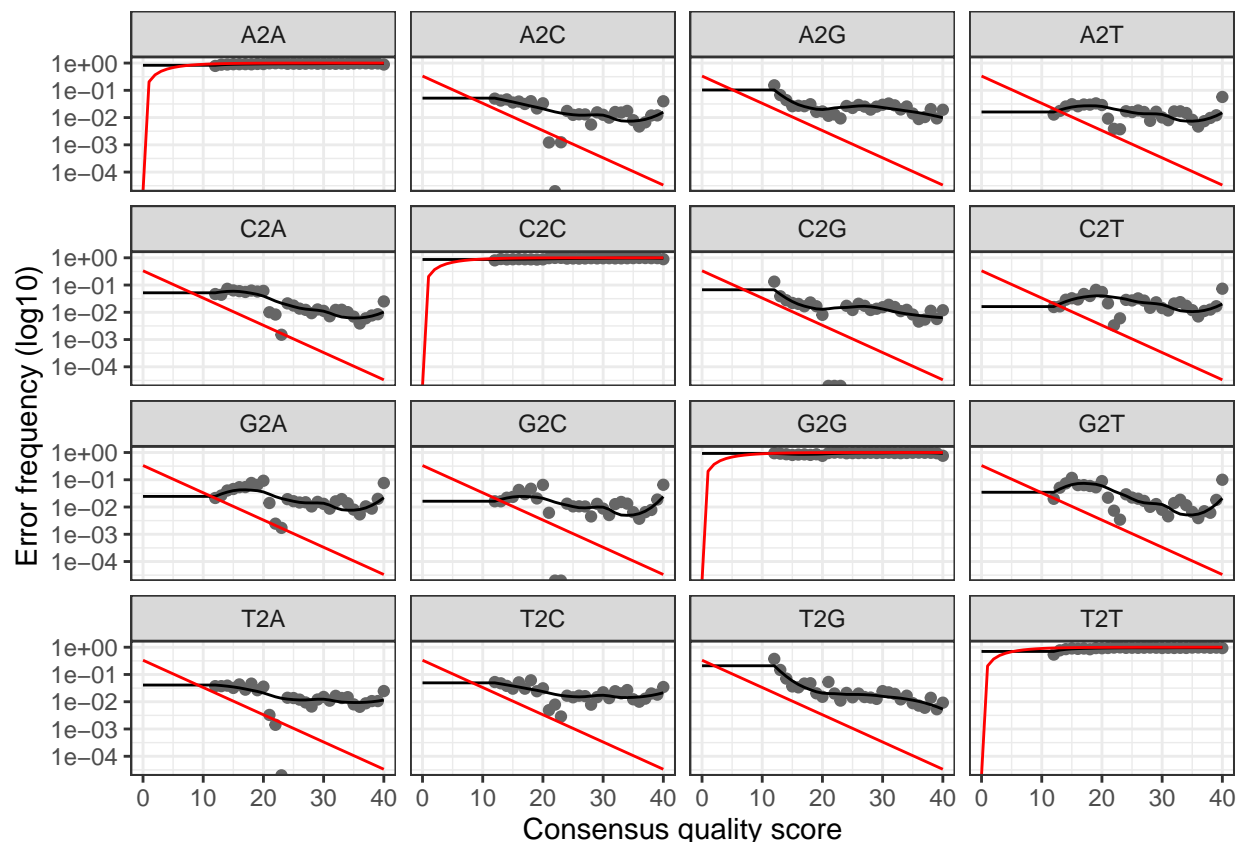 A2A A2C A2G A2T
1e+00
1e−01
1e−02
1e−03
1e−04
C2A C2C C2G C2T
1e+00
1e−01
1e−02
1e−03
1e−04
G2A G2C G2G G2T
1e+00
1e−01
1e−02
1e−03
1e−04
T2A T2C T2G T2T
1e+00
1e−01
1e−02
1e−03
1e−04
0 10 20 30 40 0 10 20 30 40 0 10 20 30 40 0 10 20 30 40
Consensus quality score
Error frequency (log10)